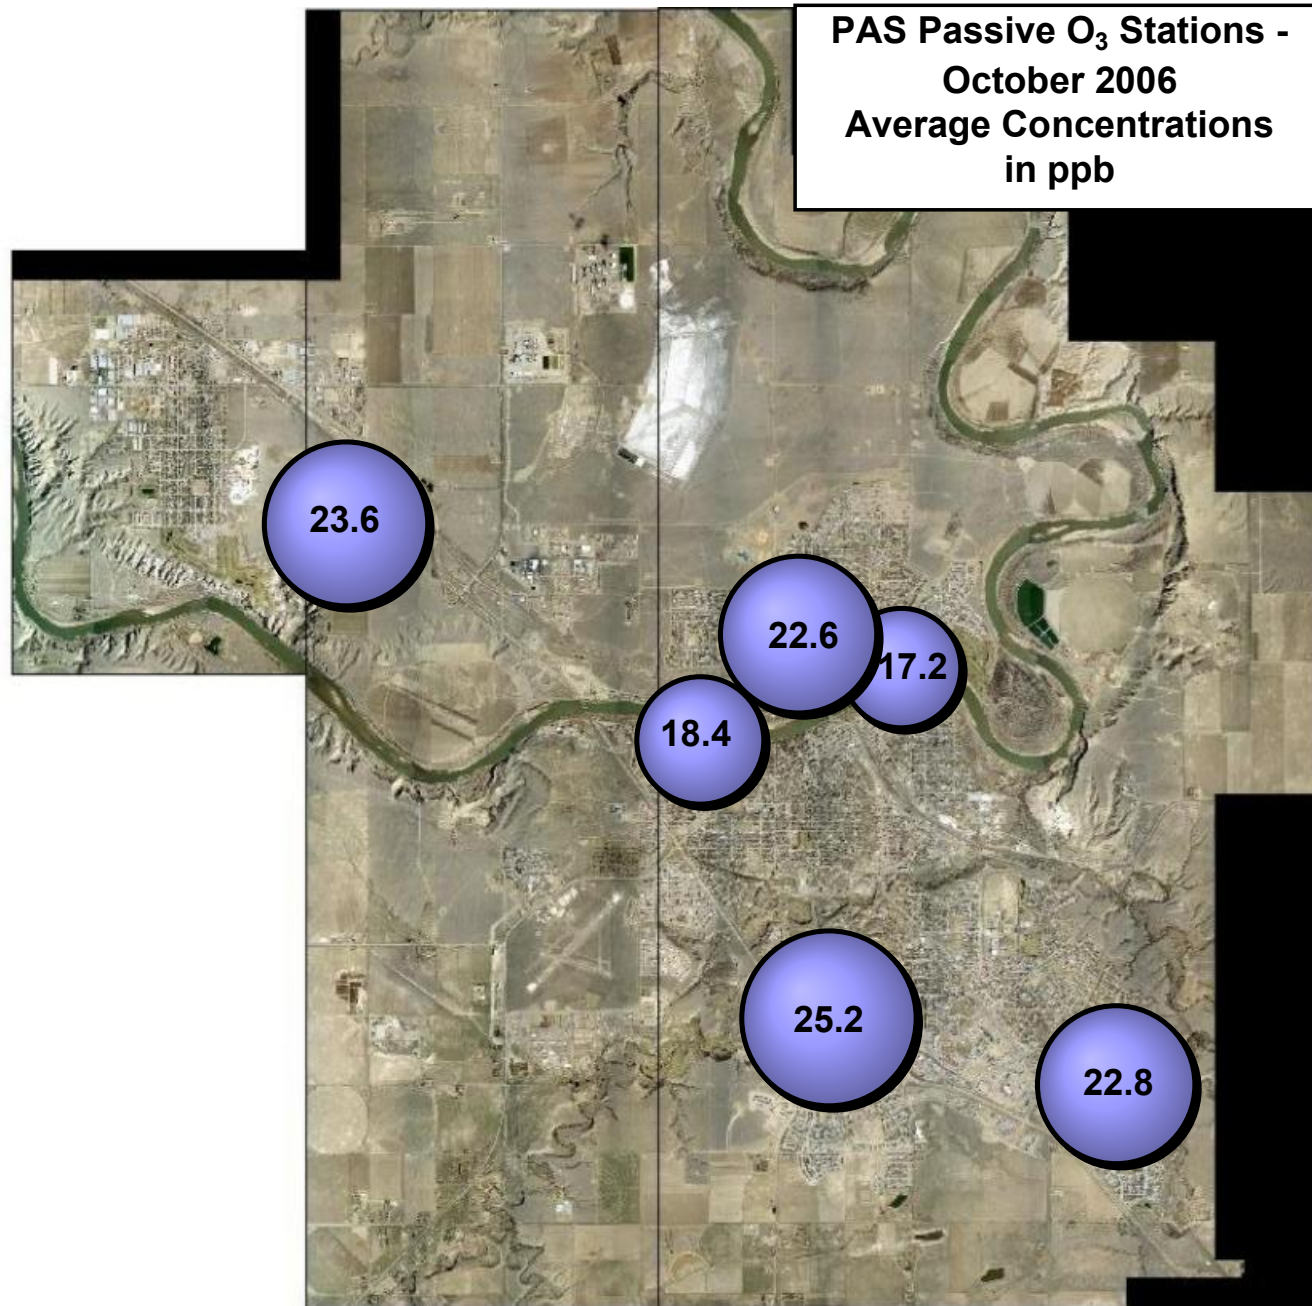 PAS Passive O₃ Stations -
October 2006
Average Concentrations
in ppb
23.6
22.6
17.2
18.4
25.2
22.8